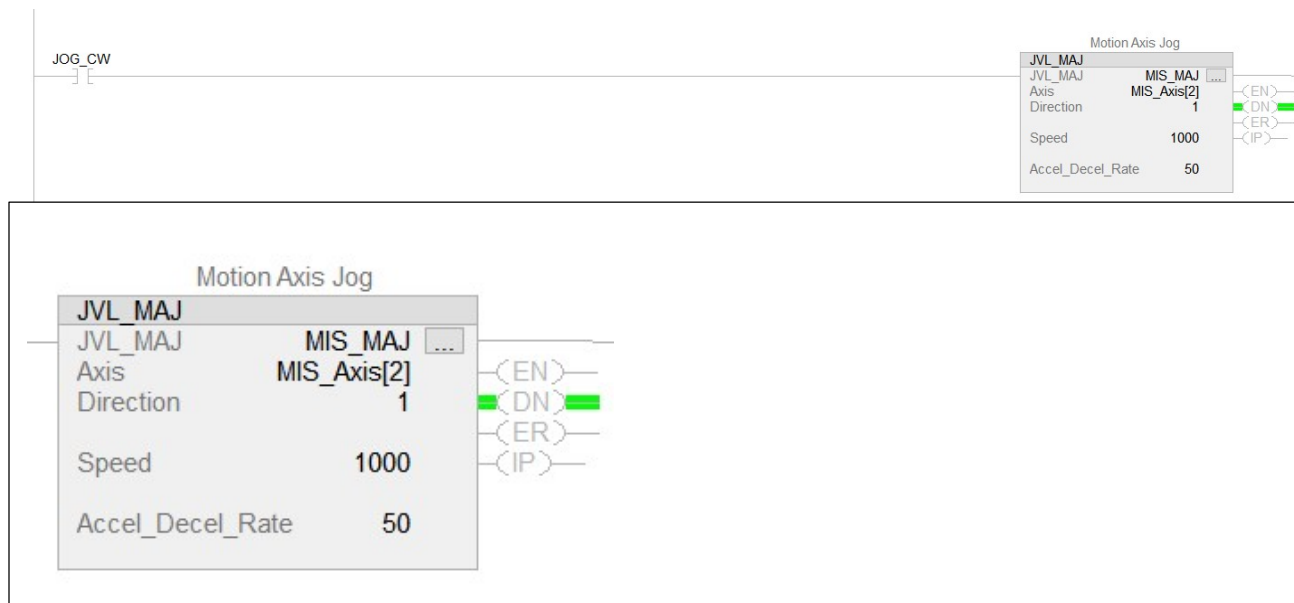 Motion Axis Jog
JOG_CW
JVL_MAJ
JVL_MAJ MIS_MAJ ...
Axis MIS_Axis[2] (EN)
Direction 1 (DN)
(ER)
Speed 1000 (IP)
Accel_Decel_Rate 50
Motion Axis Jog
JVL_MAJ
JVL_MAJ MIS_MAJ ...
Axis MIS_Axis[2] (EN)
Direction 1 (DN)
(ER)
Speed 1000 (IP)
Accel_Decel_Rate 50